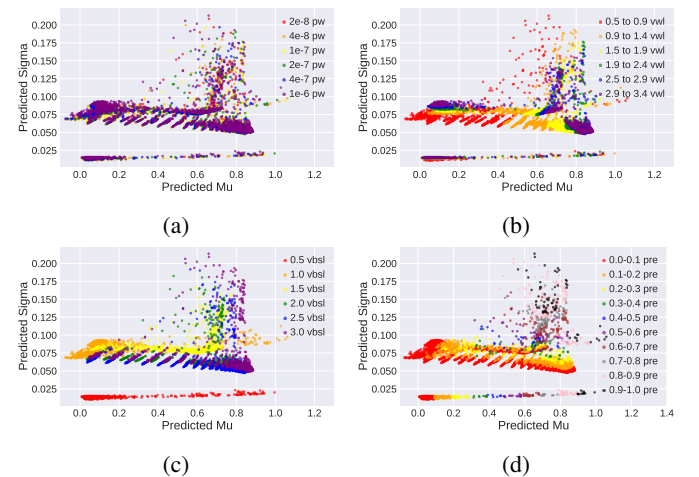 0.200
0.175
0.150
0.125
0.100
0.075
0.050
0.025
Predicted Sigma
0.0 0.2 0.4 0.6 0.8 1.0 1.2
Predicted Mu
2e-8 pw
4e-8 pw
1e-7 pw
2e-7 pw
4e-7 pw
1e-6 pw
(a)
0.200
0.175
0.150
0.125
0.100
0.075
0.050
0.025
Predicted Sigma
0.0 0.2 0.4 0.6 0.8 1.0 1.2
Predicted Mu
0.5 to 0.9 vwl
0.9 to 1.4 vwl
1.5 to 1.9 vwl
1.9 to 2.4 vwl
2.5 to 2.9 vwl
2.9 to 3.4 vwl
(b)
0.200
0.175
0.150
0.125
0.100
0.075
0.050
0.025
Predicted Sigma
0.0 0.2 0.4 0.6 0.8 1.0 1.2
Predicted Mu
0.5 vbsl
1.0 vbsl
1.5 vbsl
2.0 vbsl
2.5 vbsl
3.0 vbsl
(c)
0.200
0.175
0.150
0.125
0.100
0.075
0.050
0.025
Predicted Sigma
0.0 0.2 0.4 0.6 0.8 1.0 1.2 1.4
Predicted Mu
0.0-0.1 pre
0.1-0.2 pre
0.2-0.3 pre
0.3-0.4 pre
0.4-0.5 pre
0.5-0.6 pre
0.6-0.7 pre
0.7-0.8 pre
0.8-0.9 pre
0.9-1.0 pre
(d)